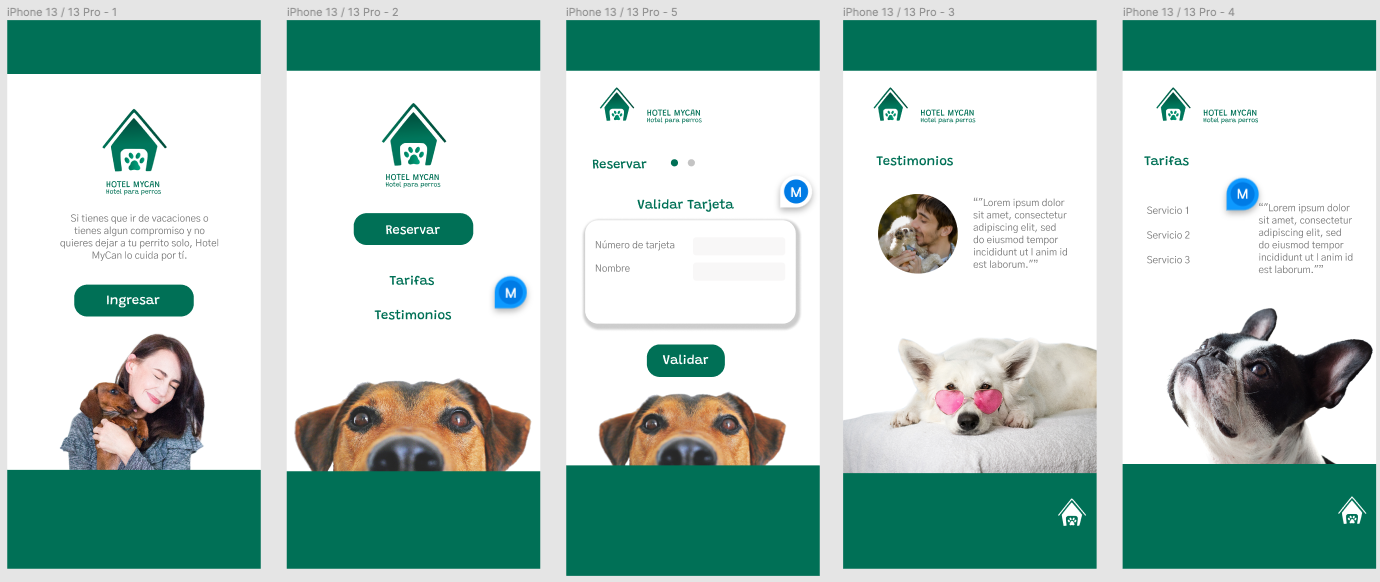 iPhone 13 / 13 Pro - 1
HOTEL MYCAN
Hotel para perros
Si tienes que ir de vacaciones o
tienes algun compromiso y no
quieres dejar a tu perrito solo, Hotel
MyCan lo cuida por tí.
Ingresar
iPhone 13 / 13 Pro - 2
HOTEL MYCAN
Hotel para perros
Reservar
Tarifas
M
Testimonios
iPhone 13 / 13 Pro - 5
HOTEL MYCAN
Hotel para perros
Reservar
M
Validar Tarjeta
Número de tarjeta
Nombre
Validar
iPhone 13 / 13 Pro - 3
HOTEL MYCAN
Hotel para perros
Testimonios
“”Lorem ipsum dolor
sit amet, consectetur
adipiscing elit, sed
do eiusmod tempor
incididunt ut l anim id
est laborum.””
iPhone 13 / 13 Pro - 4
HOTEL MYCAN
Hotel para perros
Tarifas
M
Servicio 1
Servicio 2
Servicio 3
“”Lorem ipsum dolor
sit amet, consectetur
adipiscing elit, sed
do eiusmod tempor
incididunt ut l anim id
est laborum.””